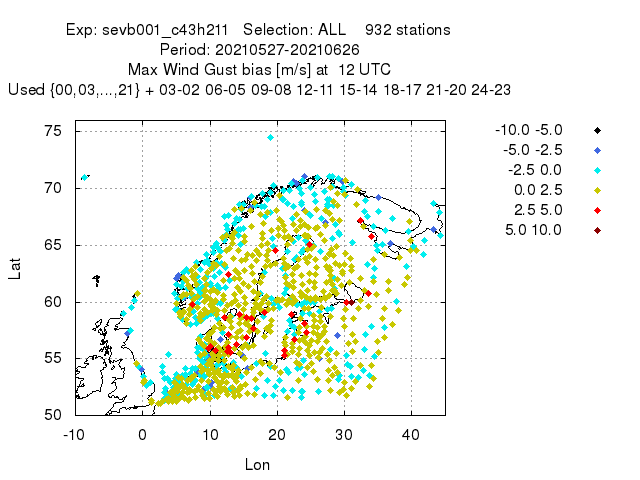 Exp: sevb001_c43h211   Selection: ALL    932 stations
Period: 20210527-20210626
Max Wind Gust bias [m/s] at  12 UTC
Used {00,03,...,21} + 03-02 06-05 09-08 12-11 15-14 18-17 21-20 24-23
-10.0 -5.0
-5.0 -2.5
-2.5 0.0
0.0 2.5
2.5 5.0
5.0 10.0
75
70
65
60
55
50
Lat
-10 0 10 20 30 40
Lon